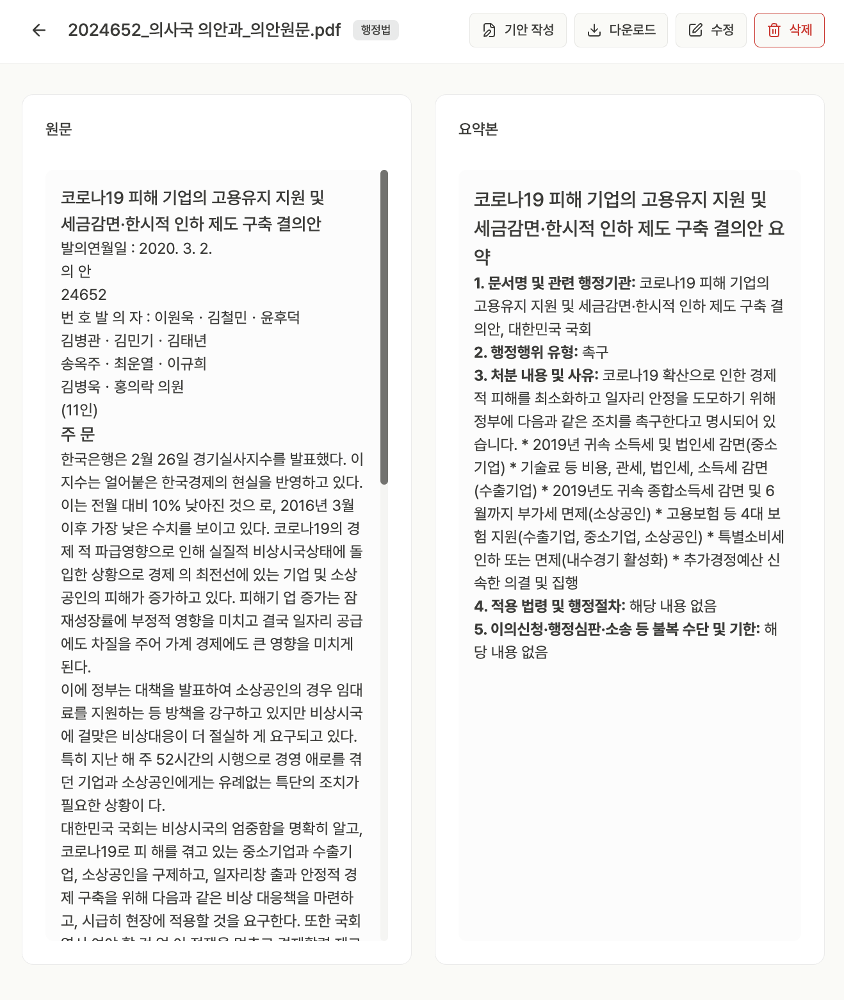 2024652_의사국 의안과_의안원문.pdf
행정법
기안 작성
다운로드
수정
삭제
원문
코로나19 피해 기업의 고용유지 지원 및
세금감면·한시적 인하 제도 구축 결의안
발의연월일 : 2020. 3. 2.
의 안
24652
번 호 발 의 자 : 이원욱 · 김철민 · 윤후덕
김병관 · 김민기 · 김태년
송옥주 · 최운열 · 이규희
김병욱 · 홍의락 의원
(11인)
주 문
한국은행은 2월 26일 경기실사지수를 발표했다. 이
지수는 얼어붙은 한국경제의 현실을 반영하고 있다.
이는 전월 대비 10% 낮아진 것으 로, 2016년 3월
이후 가장 낮은 수치를 보이고 있다. 코로나19의 경
제 적 파급영향으로 인해 실질적 비상시국상태에 돌
입한 상황으로 경제 의 최전선에 있는 기업 및 소상
공인의 피해가 증가하고 있다. 피해기 업 증가는 잠
재성장률에 부정적 영향을 미치고 결국 일자리 공급
에도 차질을 주어 가계 경제에도 큰 영향을 미치게
된다.
이에 정부는 대책을 발표하여 소상공인의 경우 임대
료를 지원하는 등 방책을 강구하고 있지만 비상시국
에 걸맞은 비상대응이 더 절실하 게 요구되고 있다.
특히 지난 해 주 52시간의 시행으로 경영 애로를 겪
던 기업과 소상공인에게는 유례없는 특단의 조치가
필요한 상황이 다.
대한민국 국회는 비상시국의 엄중함을 명확히 알고,
코로나19로 피 해를 겪고 있는 중소기업과 수출기
업, 소상공인을 구제하고, 일자리창 출과 안정적 경
제 구축을 위해 다음과 같은 비상 대응책을 마련하
고, 시급히 현장에 적용할 것을 요구한다. 또한 국회
요약본
코로나19 피해 기업의 고용유지 지원 및
세금감면·한시적 인하 제도 구축 결의안 요
약
1. 문서명 및 관련 행정기관: 코로나19 피해 기업의
고용유지 지원 및 세금감면·한시적 인하 제도 구축 결
의안, 대한민국 국회
2. 행정행위 유형: 촉구
3. 처분 내용 및 사유: 코로나19 확산으로 인한 경제
적 피해를 최소화하고 일자리 안정을 도모하기 위해
정부에 다음과 같은 조치를 촉구한다고 명시되어 있
습니다. * 2019년 귀속 소득세 및 법인세 감면(중소
기업) * 기술료 등 비용, 관세, 법인세, 소득세 감면
(수출기업) * 2019년도 귀속 종합소득세 감면 및 6
월까지 부가세 면제(소상공인) * 고용보험 등 4대 보
험 지원(수출기업, 중소기업, 소상공인) * 특별소비세
인하 또는 면제(내수경기 활성화) * 추가경정예산 신
속한 의결 및 집행
4. 적용 법령 및 행정절차: 해당 내용 없음
5. 이의신청·행정심판·소송 등 불복 수단 및 기한: 해
당 내용 없음